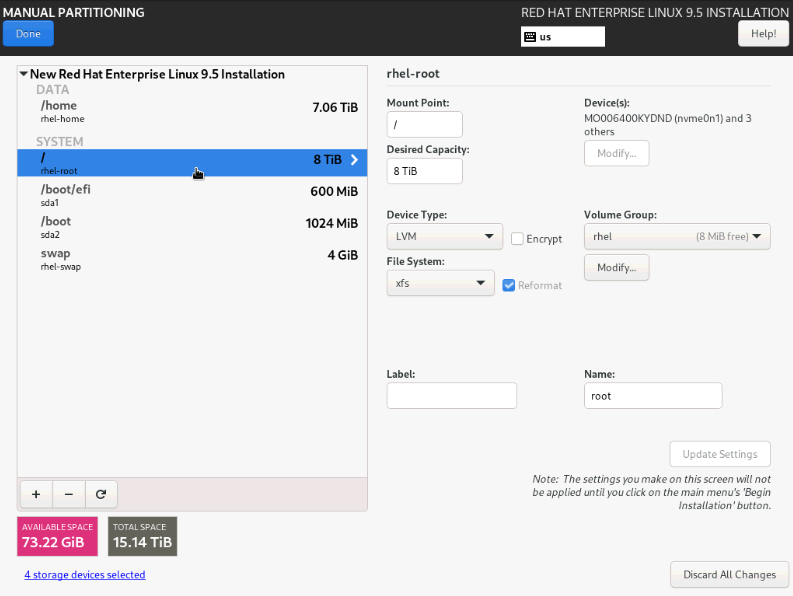 MANUAL PARTITIONING
RED HAT ENTERPRISE LINUX 9.5 INSTALLATION
Done
us
Help!
New Red Hat Enterprise Linux 9.5 Installation
DATA
/home
7.06 TiB
rhel-home
SYSTEM
/
8 TiB
rhel-root
/boot/efi
600 MiB
sda1
/boot
1024 MiB
sda2
swap
4 GiB
rhel-swap
+ −
AVAILABLE SPACE
73.22 GiB
TOTAL SPACE
15.14 TiB
4 storage devices selected
rhel-root
Mount Point:
/
Desired Capacity:
8 TiB
Device(s):
MO006400KYDND (nvme0n1) and 3
others
Modify...
Device Type:
LVM
Encrypt
Volume Group:
rhel (8 MiB free)
Modify...
File System:
xfs
Reformat
Label:
Name:
root
Update Settings
Note: The settings you make on this screen will not
be applied until you click on the main menu's 'Begin
Installation' button.
Discard All Changes